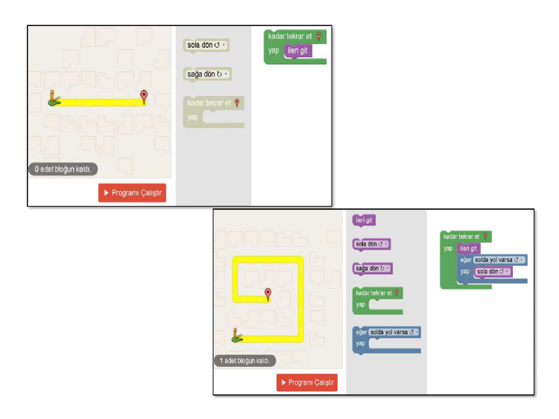 sola dön ↺
sağa dön ↻
kadar tekrar et
yap
kadar tekrar et
yap ileri git
0 adet bloğun kaldı.
▶ Programı Çalıştır
ileri git
sola dön ↺
sağa dön ↻
kadar tekrar et
yap
eğer solda yol varsa ↺
yap
kadar tekrar et
yap ileri git
eğer solda yol varsa ↺
yap sola dön ↺
1 adet bloğun kaldı.
▶ Programı Çalıştır